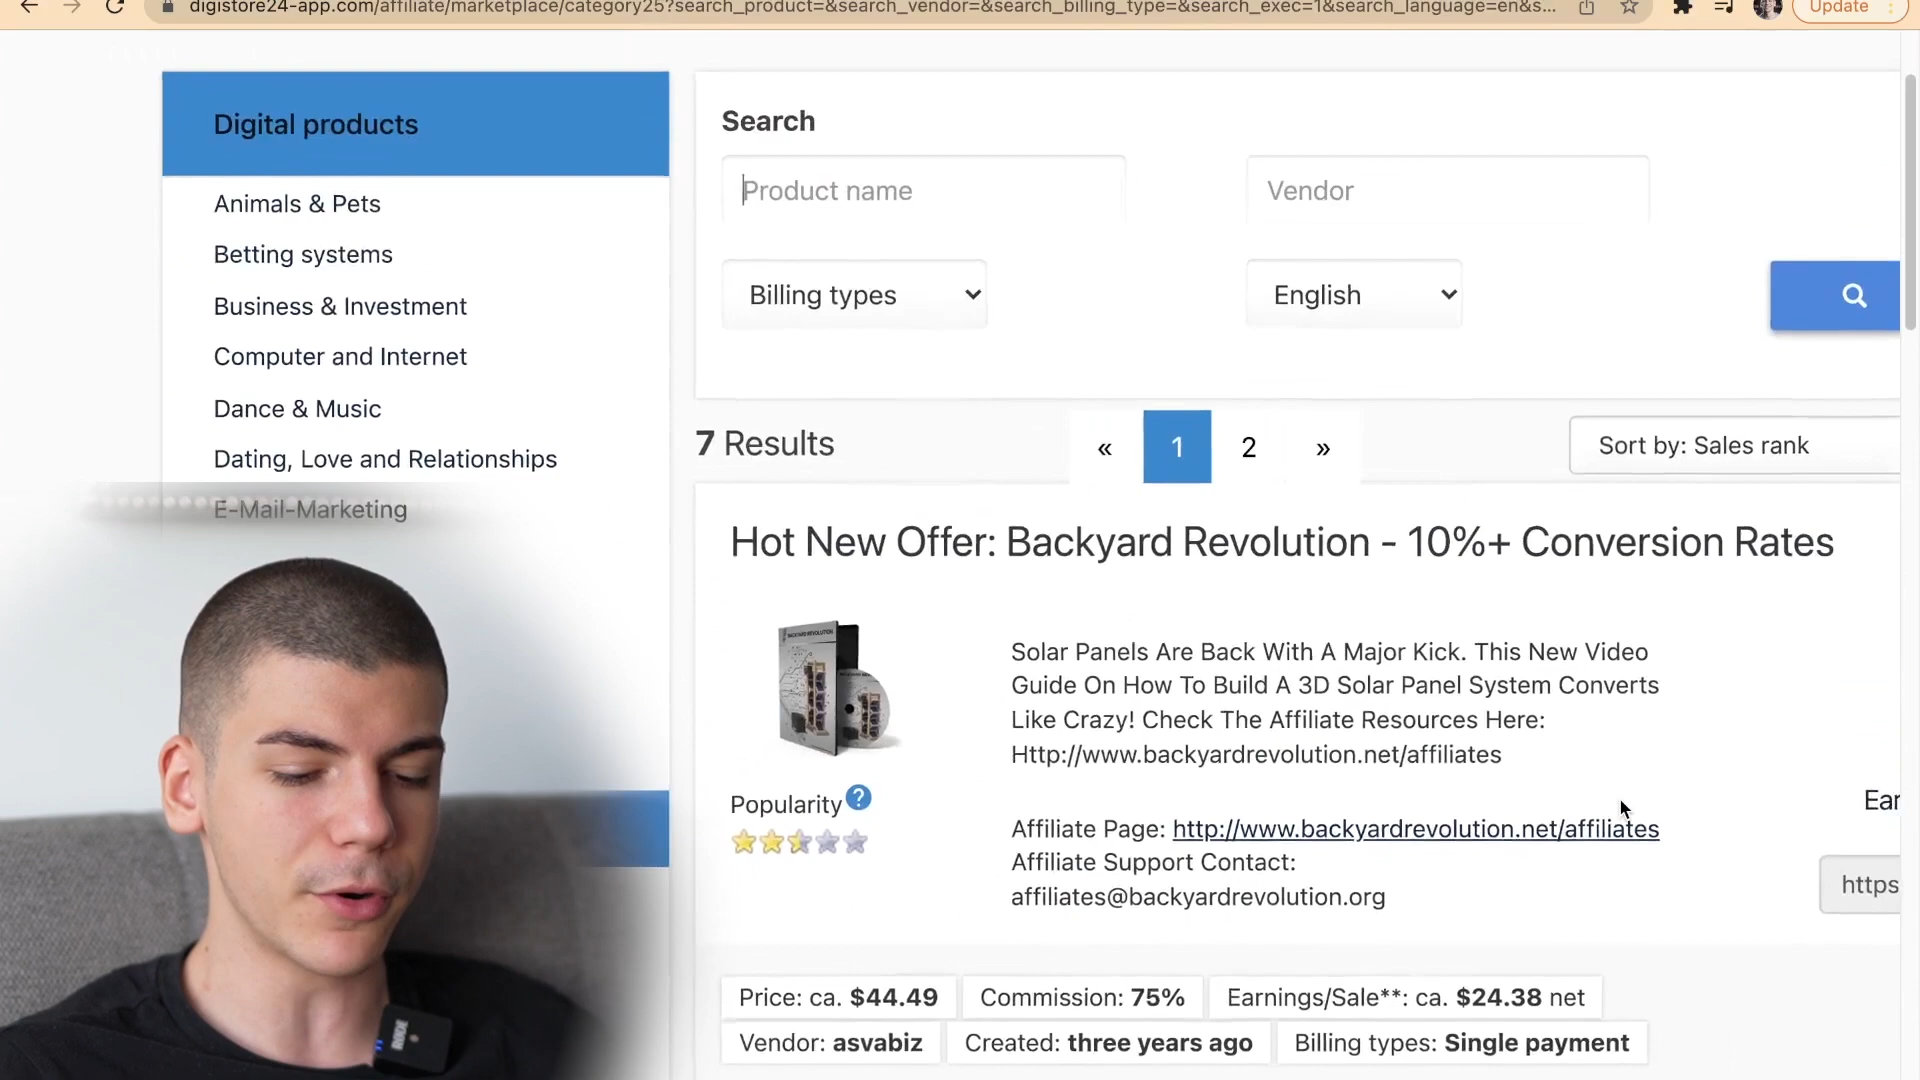 digistore24-app.com/affiliate/marketplace/category25?search_product=&search_vendor=&search_billing_type=&search_exec=1&search_language=en&s...
Update
Digital products
Animals & Pets
Betting systems
Business & Investment
Computer and Internet
Dance & Music
Dating, Love and Relationships
E-Mail-Marketing
Search
Product name
Vendor
Billing types
English
7 Results
« 1 2 »
Sort by: Sales rank
Hot New Offer: Backyard Revolution - 10%+ Conversion Rates
BACKYARD REVOLUTION
Solar Panels Are Back With A Major Kick. This New Video
Guide On How To Build A 3D Solar Panel System Converts
Like Crazy! Check The Affiliate Resources Here:
Http://www.backyardrevolution.net/affiliates
Popularity ?
Affiliate Page: http://www.backyardrevolution.net/affiliates
Affiliate Support Contact:
affiliates@backyardrevolution.org
Ear
https
Price: ca. $44.49
Commission: 75%
Earnings/Sale**: ca. $24.38 net
Vendor: asvabiz
Created: three years ago
Billing types: Single payment
RODE